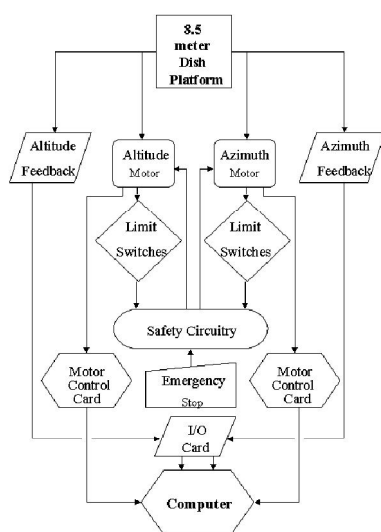 8.5
meter
Dish
Platform
Altitude
Feedback
Altitude
Motor
Azimuth
Motor
Azimuth
Feedback
Limit
Switches
Limit
Switches
Safety Circuitry
Motor
Control
Card
Emergency
Stop
Motor
Control
Card
I/O
Card
Computer